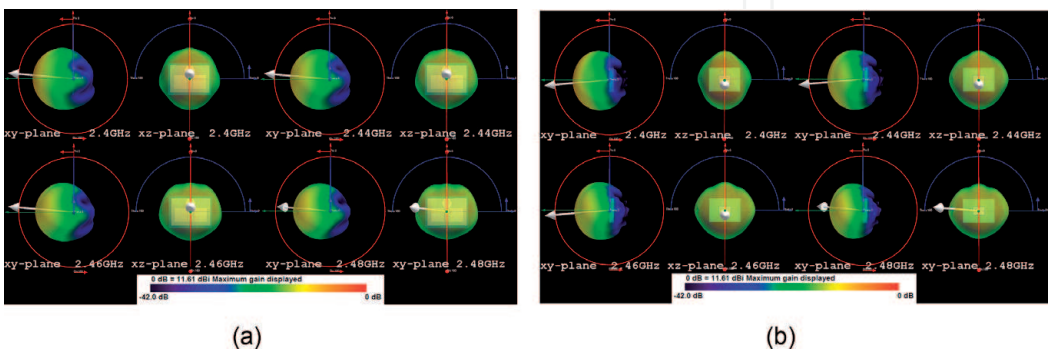 xy-plane 2.4GHz xz-plane 2.4GHz xy-plane 2.44GHz xz-plane 2.44GHz
xy-plane 2.46GHz xz-plane 2.46GHz xy-plane 2.48GHz xz-plane 2.48GHz
0 dB = 11.61 dBi Maximum gain displayed
-42.0 dB 0 dB
(a)
xy-plane 2.4GHz xz-plane 2.4GHz xy-plane 2.44GHz xz-plane 2.44GHz
xy-plane 2.46GHz xz-plane 2.46GHz xy-plane 2.48GHz xz-plane 2.48GHz
0 dB = 11.61 dBi Maximum gain displayed
-42.0 dB 0 dB
(b)